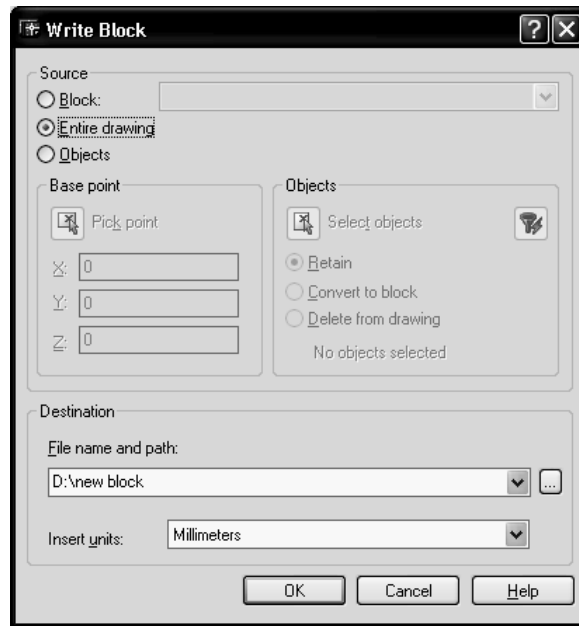 Write Block
Source
Block:
Entire drawing
Objects
Base point
Pick point
X: 0
Y: 0
Z: 0
Objects
Select objects
Retain
Convert to block
Delete from drawing
No objects selected
Destination
File name and path:
D:\new block
...
Insert units: Millimeters
OK Cancel Help